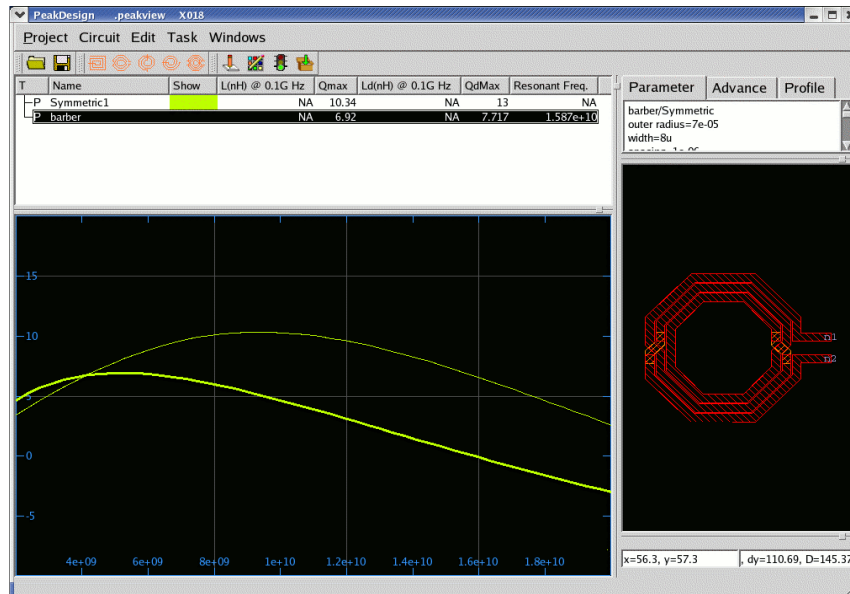 PeakDesign .peakview X018
Project Circuit Edit Task Windows
T Name Show L(nH) @ 0.1G Hz Qmax Ld(nH) @ 0.1G Hz QdMax Resonant Freq.
P Symmetric1 NA 10.34 NA 13 NA
P barber NA 6.92 NA 7.717 1.587e+10
Parameter Advance Profile
barber/Symmetric
outer radius=7e-05
width=8u
15
10
5
0
-5
4e+09 6e+09 8e+09 1e+10 1.2e+10 1.4e+10 1.6e+10 1.8e+10
n1
n2
x=56.3, y=57.3 , dy=110.69, D=145.37